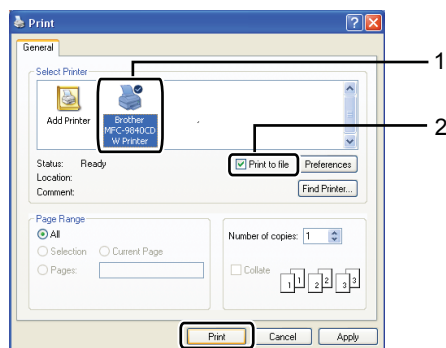 Print
General
1
Select Printer
Add Printer
Brother
MFC-9840CD
W Printer
2
Status: Ready
Print to file
Preferences
Location:
Comment:
Find Printer...
Page Range
All
Number of copies: 1
Selection
Current Page
Pages:
Collate
1 1 2 2 3 3
Print
Cancel
Apply